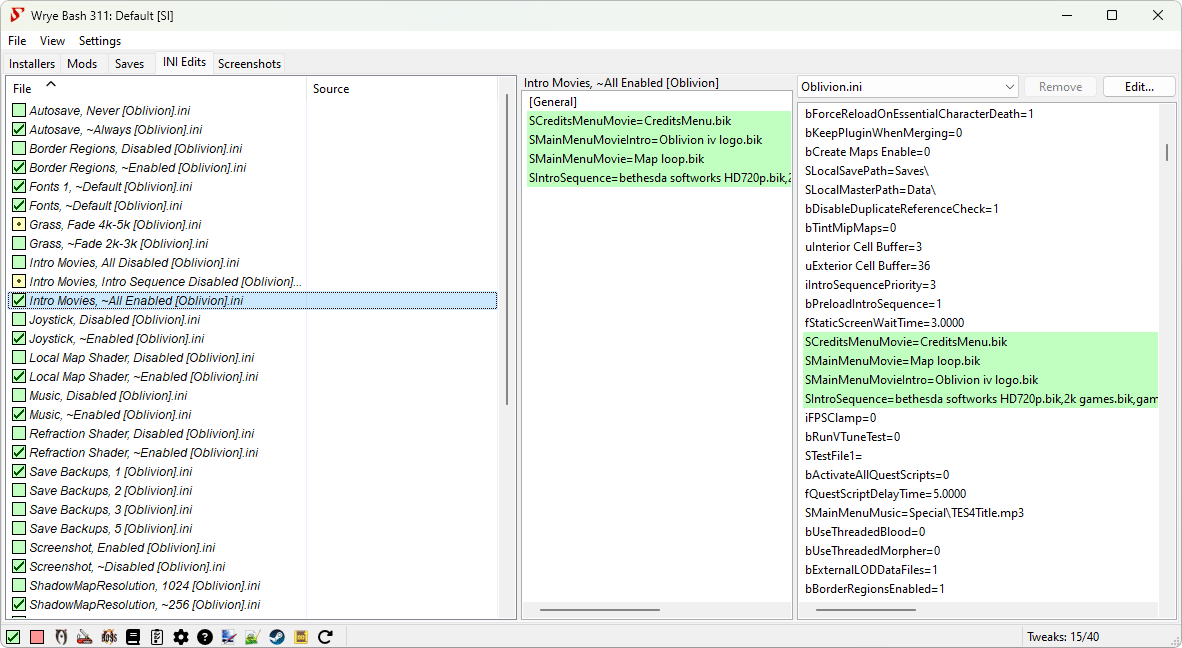 Wrye Bash 311: Default [SI]
File View Settings
Installers Mods Saves INI Edits Screenshots
File Source
Autosave, Never [Oblivion].ini
Autosave, ~Always [Oblivion].ini
Border Regions, Disabled [Oblivion].ini
Border Regions, ~Enabled [Oblivion].ini
Fonts 1, ~Default [Oblivion].ini
Fonts, ~Default [Oblivion].ini
Grass, Fade 4k-5k [Oblivion].ini
Grass, ~Fade 2k-3k [Oblivion].ini
Intro Movies, All Disabled [Oblivion].ini
Intro Movies, Intro Sequence Disabled [Oblivion]...
Intro Movies, ~All Enabled [Oblivion].ini
Joystick, Disabled [Oblivion].ini
Joystick, ~Enabled [Oblivion].ini
Local Map Shader, Disabled [Oblivion].ini
Local Map Shader, ~Enabled [Oblivion].ini
Music, Disabled [Oblivion].ini
Music, ~Enabled [Oblivion].ini
Refraction Shader, Disabled [Oblivion].ini
Refraction Shader, ~Enabled [Oblivion].ini
Save Backups, 1 [Oblivion].ini
Save Backups, 2 [Oblivion].ini
Save Backups, 3 [Oblivion].ini
Save Backups, 5 [Oblivion].ini
Screenshot, Enabled [Oblivion].ini
Screenshot, ~Disabled [Oblivion].ini
ShadowMapResolution, 1024 [Oblivion].ini
ShadowMapResolution, ~256 [Oblivion].ini
Intro Movies, ~All Enabled [Oblivion]
[General]
SCreditsMenuMovie=CreditsMenu.bik
SMainMenuMovieIntro=Oblivion iv logo.bik
SMainMenuMovie=Map loop.bik
SIntroSequence=bethesda softworks HD720p.bik,2
Oblivion.ini
Remove
Edit...
bForceReloadOnEssentialCharacterDeath=1
bKeepPluginWhenMerging=0
bCreate Maps Enable=0
SLocalSavePath=Saves\
SLocalMasterPath=Data\
bDisableDuplicateReferenceCheck=1
bTintMipMaps=0
uInterior Cell Buffer=3
uExterior Cell Buffer=36
iIntroSequencePriority=3
bPreloadIntroSequence=1
fStaticScreenWaitTime=3.0000
SCreditsMenuMovie=CreditsMenu.bik
SMainMenuMovie=Map loop.bik
SMainMenuMovieIntro=Oblivion iv logo.bik
SIntroSequence=bethesda softworks HD720p.bik,2k games.bik,gam
iFPSClamp=0
bRunVTuneTest=0
STestFile1=
bActivateAllQuestScripts=0
fQuestScriptDelayTime=5.0000
SMainMenuMusic=Special\TES4Title.mp3
bUseThreadedBlood=0
bUseThreadedMorpher=0
bExternalLODDataFiles=1
bBorderRegionsEnabled=1
Tweaks: 15/40